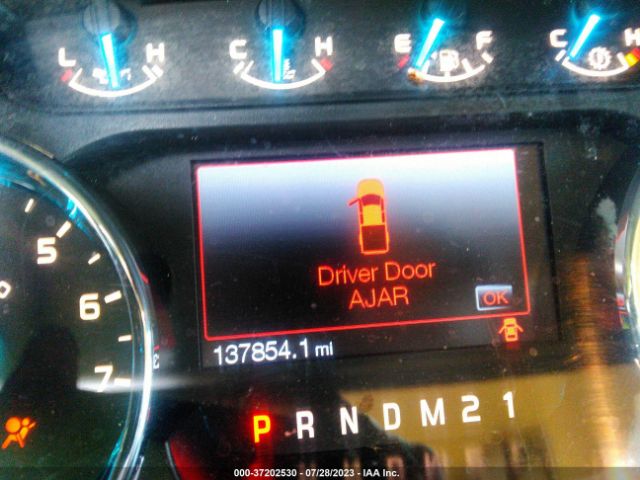 L H C H E F C H
5
6
7
Driver Door
AJAR
OK
137854.1 mi
P R N D M 2 1
000-37202530 - 07/28/2023 - IAA Inc.